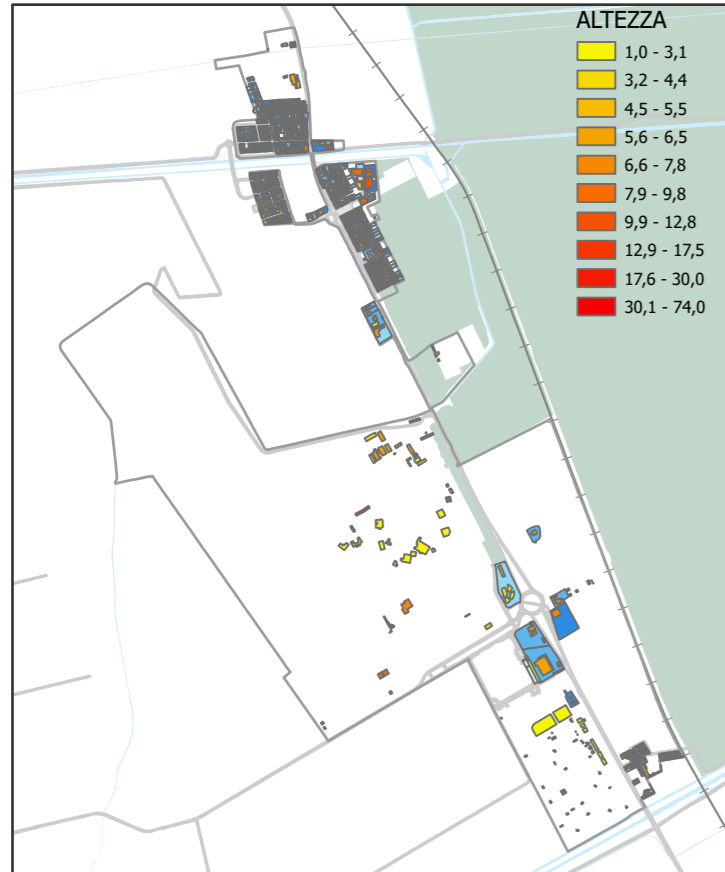 ALTEZZA
1,0 - 3,1
3,2 - 4,4
4,5 - 5,5
5,6 - 6,5
6,6 - 7,8
7,9 - 9,8
9,9 - 12,8
12,9 - 17,5
17,6 - 30,0
30,1 - 74,0